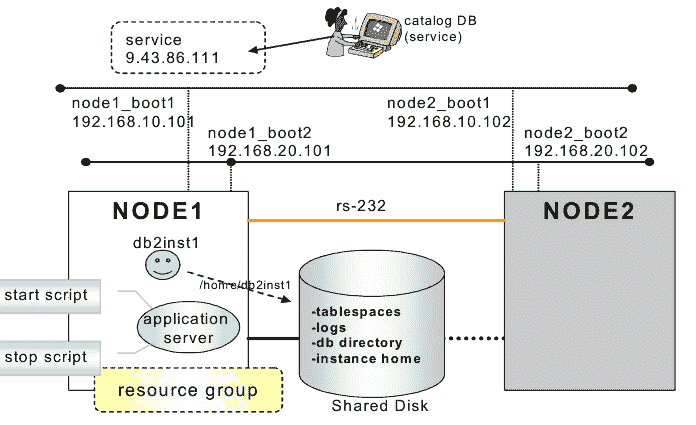 catalog DB
(service)
service
9.43.86.111
node1_boot1
192.168.10.101
node2_boot1
192.168.10.102
node1_boot2
192.168.20.101
node2_boot2
192.168.20.102
NODE1
rs-232
NODE2
db2inst1
/home/db2inst1
start script
application
server
stop script
-tablespaces
-logs
-db directory
-instance home
resource group
Shared Disk